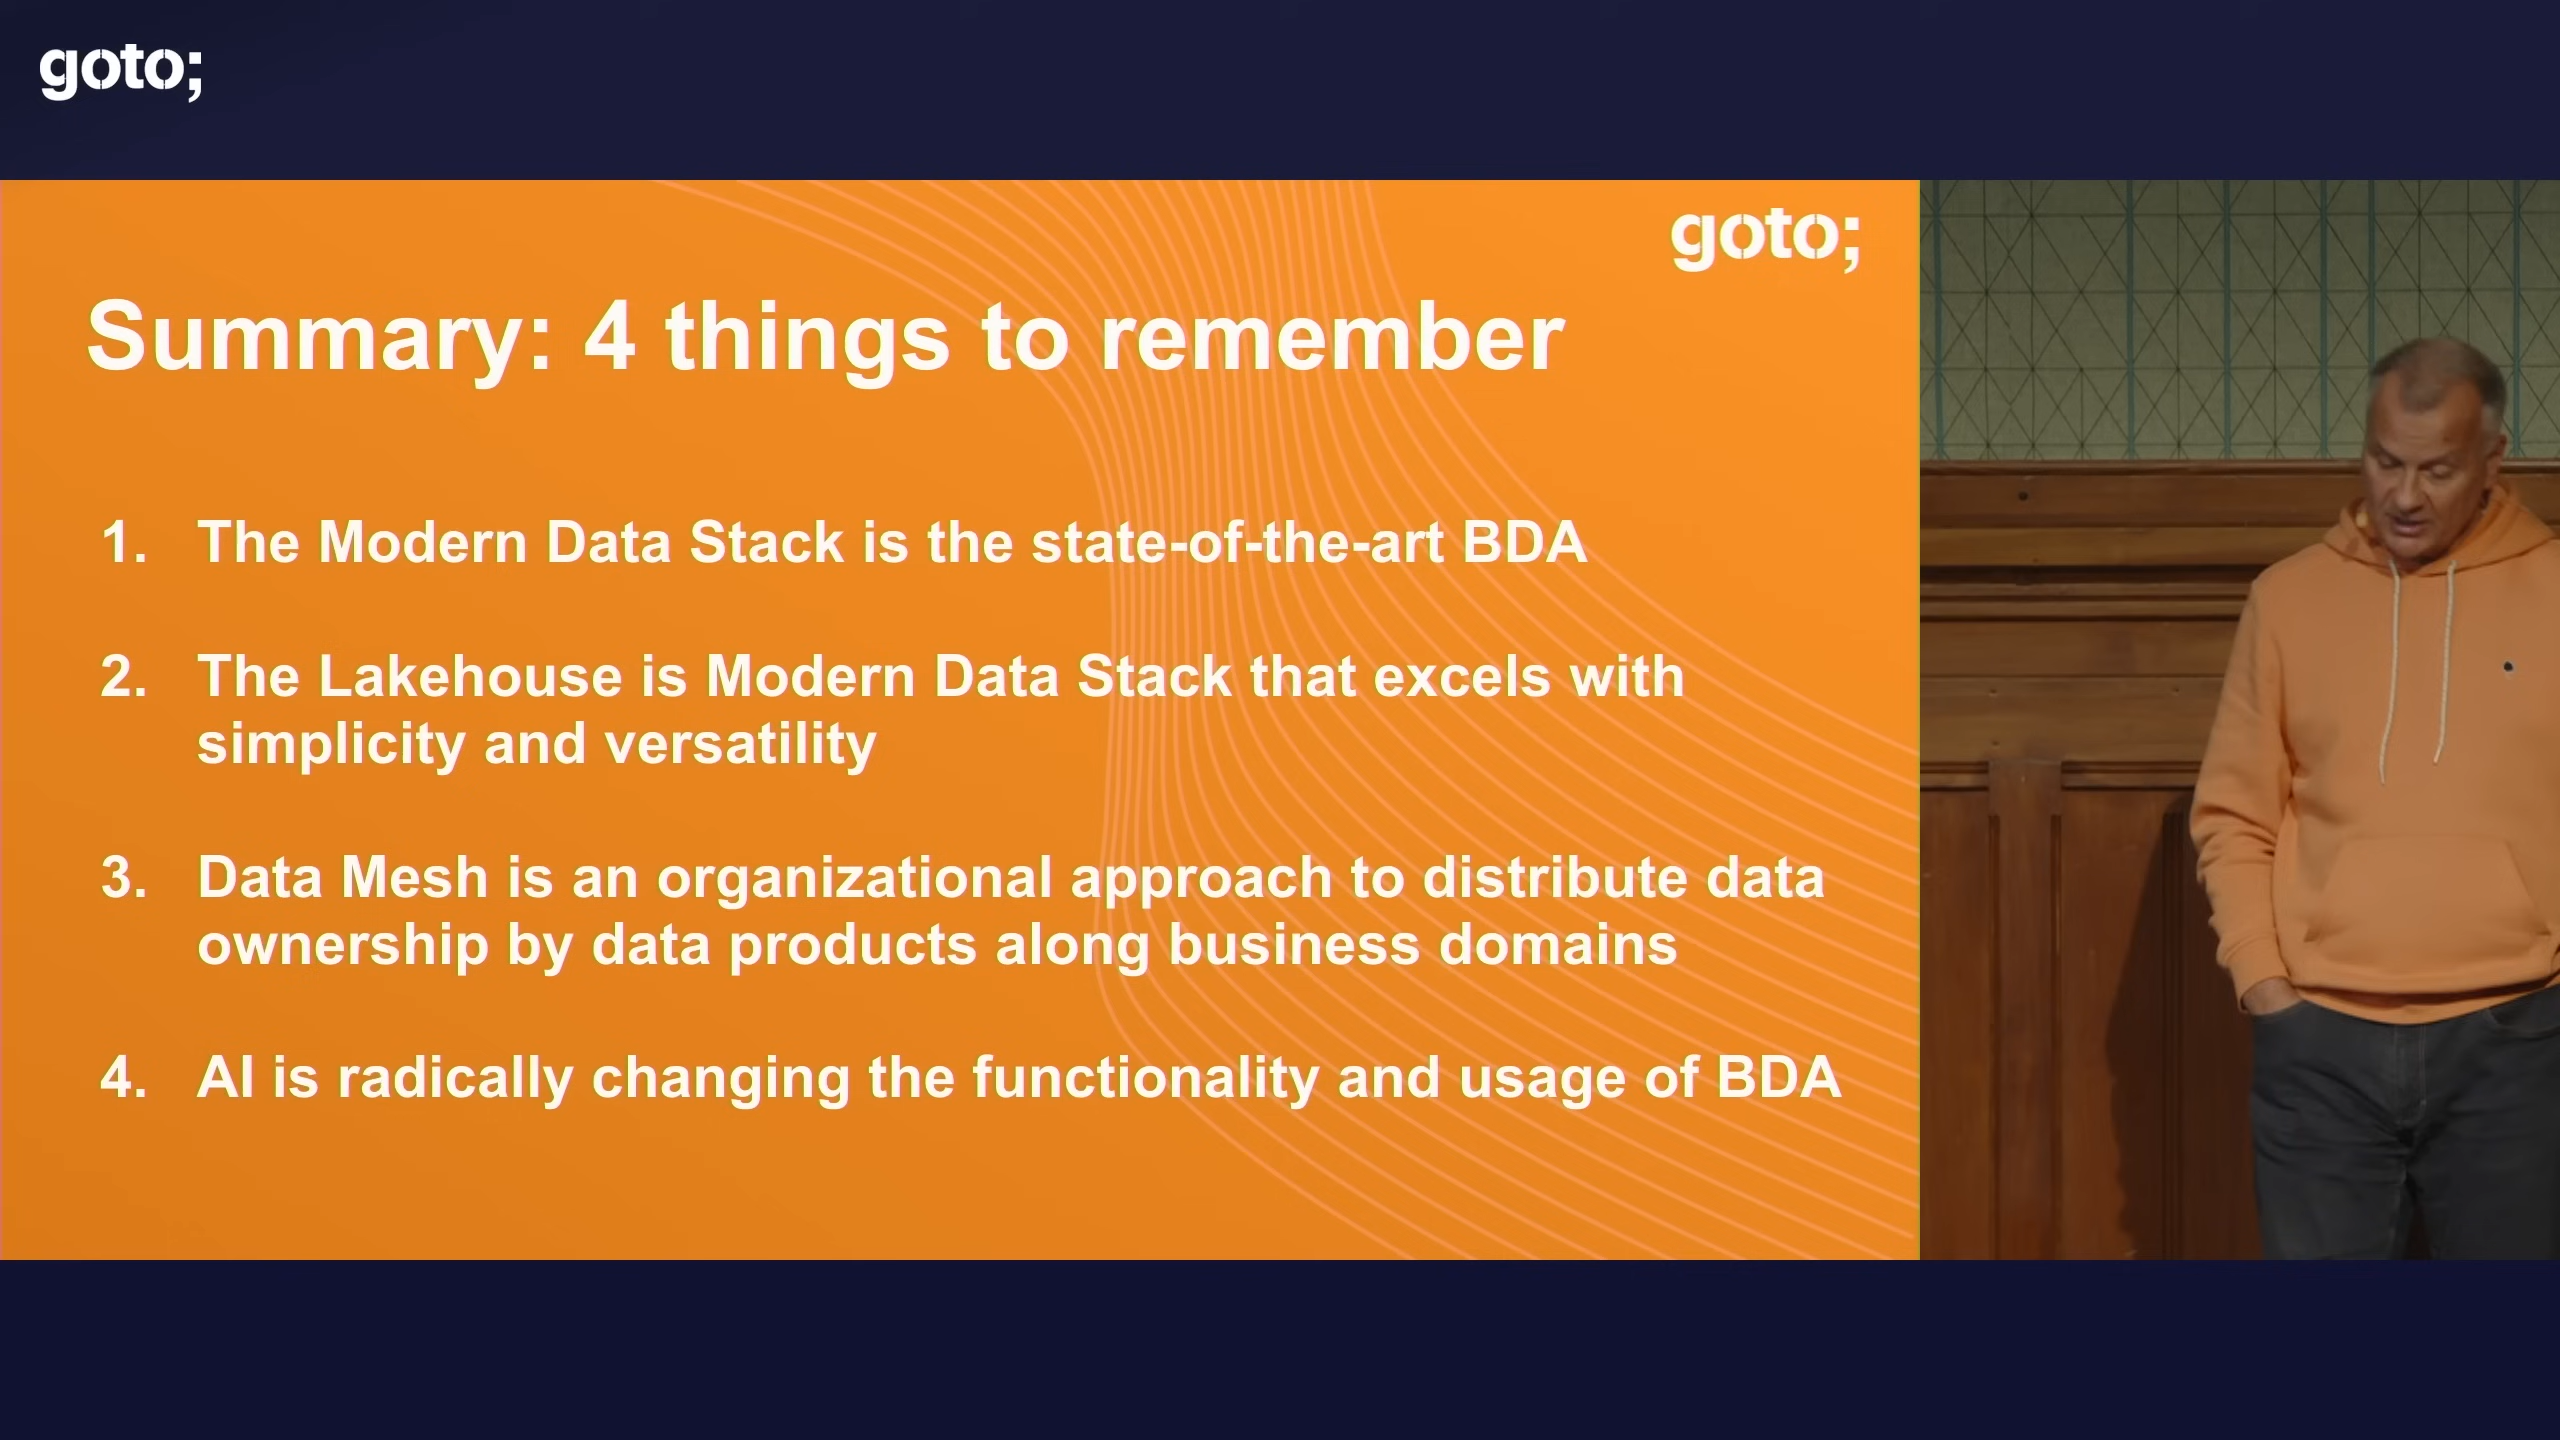 goto;
goto;
Summary: 4 things to remember
1. The Modern Data Stack is the state-of-the-art BDA
2. The Lakehouse is Modern Data Stack that excels with
simplicity and versatility
3. Data Mesh is an organizational approach to distribute data
ownership by data products along business domains
4. AI is radically changing the functionality and usage of BDA